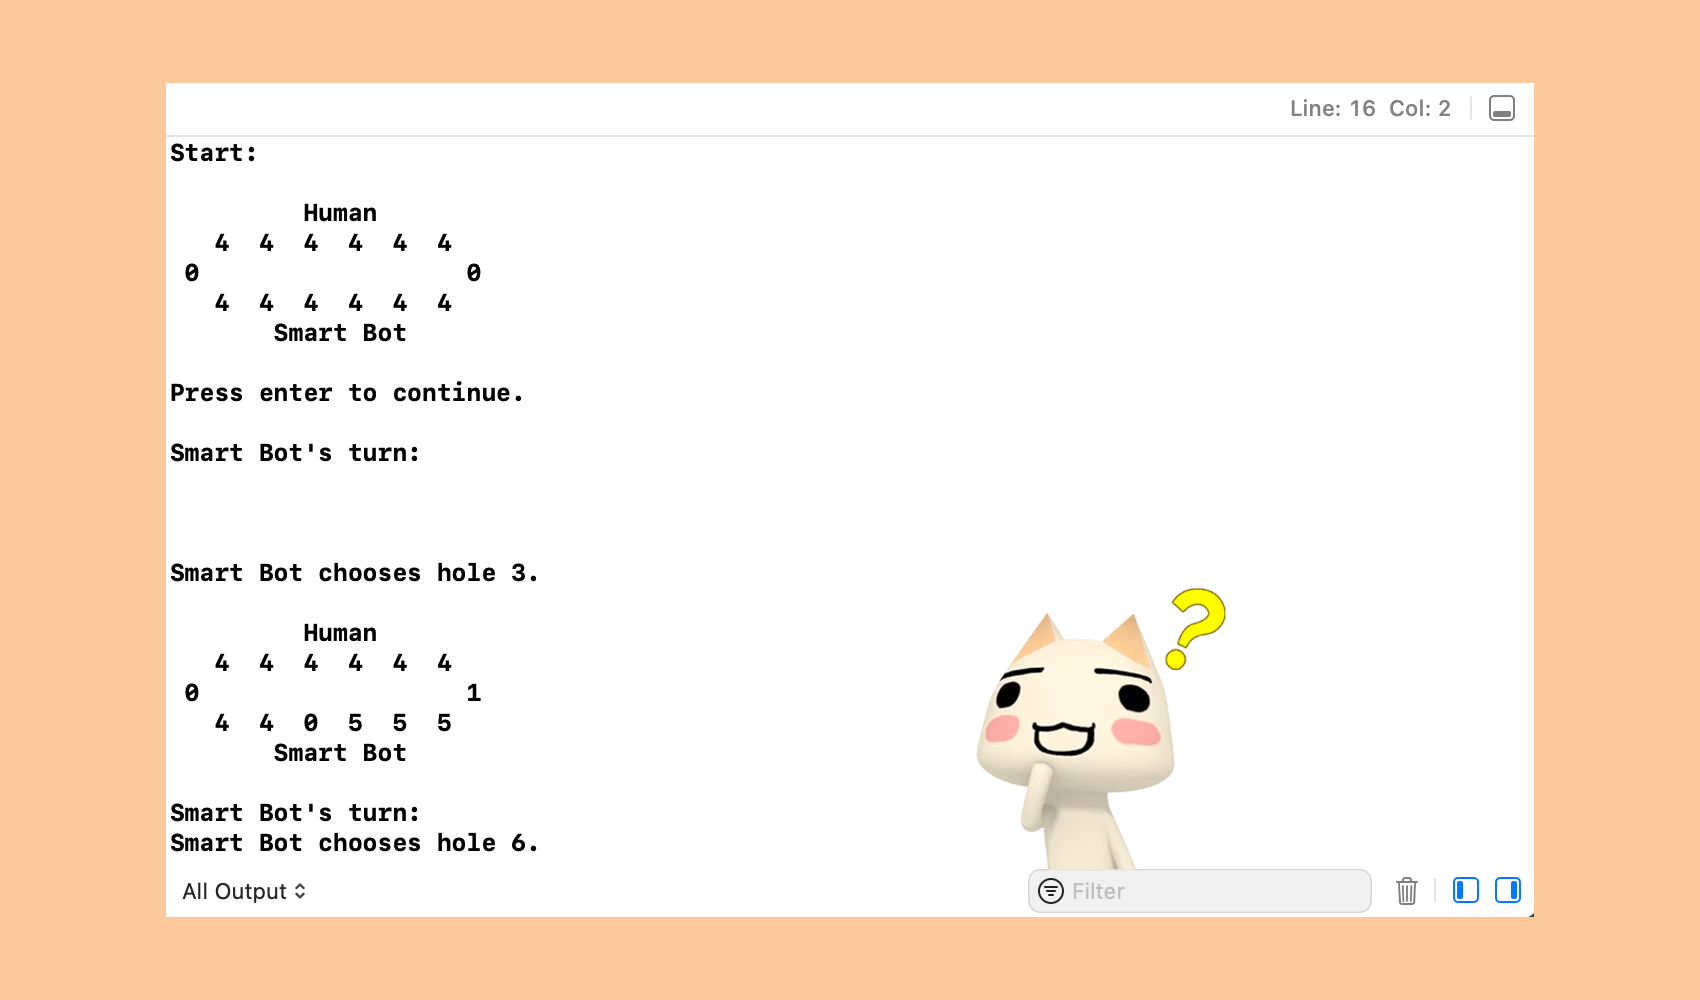 Line: 16 Col: 2
Start:
Human
4 4 4 4 4 4
0 0
4 4 4 4 4 4
Smart Bot
Press enter to continue.
Smart Bot's turn:
Smart Bot chooses hole 3.
Human
4 4 4 4 4 4
0 1
4 4 0 5 5 5
Smart Bot
Smart Bot's turn:
Smart Bot chooses hole 6.
?
All Output
Filter